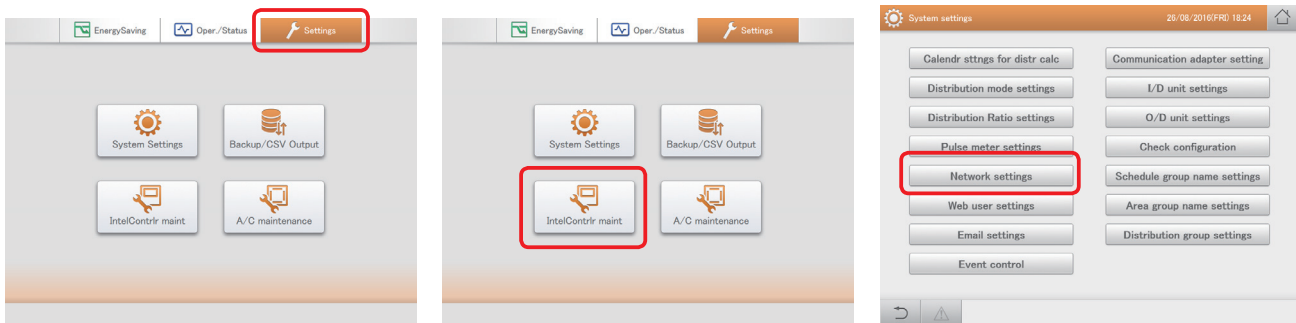 EnergySaving Oper./Status Settings
System Settings Backup/CSV Output
IntelContrlr maint A/C maintenance
EnergySaving Oper./Status Settings
System Settings Backup/CSV Output
IntelContrlr maint A/C maintenance
System settings 26/08/2016(FRI) 18:24
Calendr sttngs for distr calc Communication adapter setting
Distribution mode settings I/D unit settings
Distribution Ratio settings O/D unit settings
Pulse meter settings Check configuration
Network settings Schedule group name settings
Web user settings Area group name settings
Email settings Distribution group settings
Event control